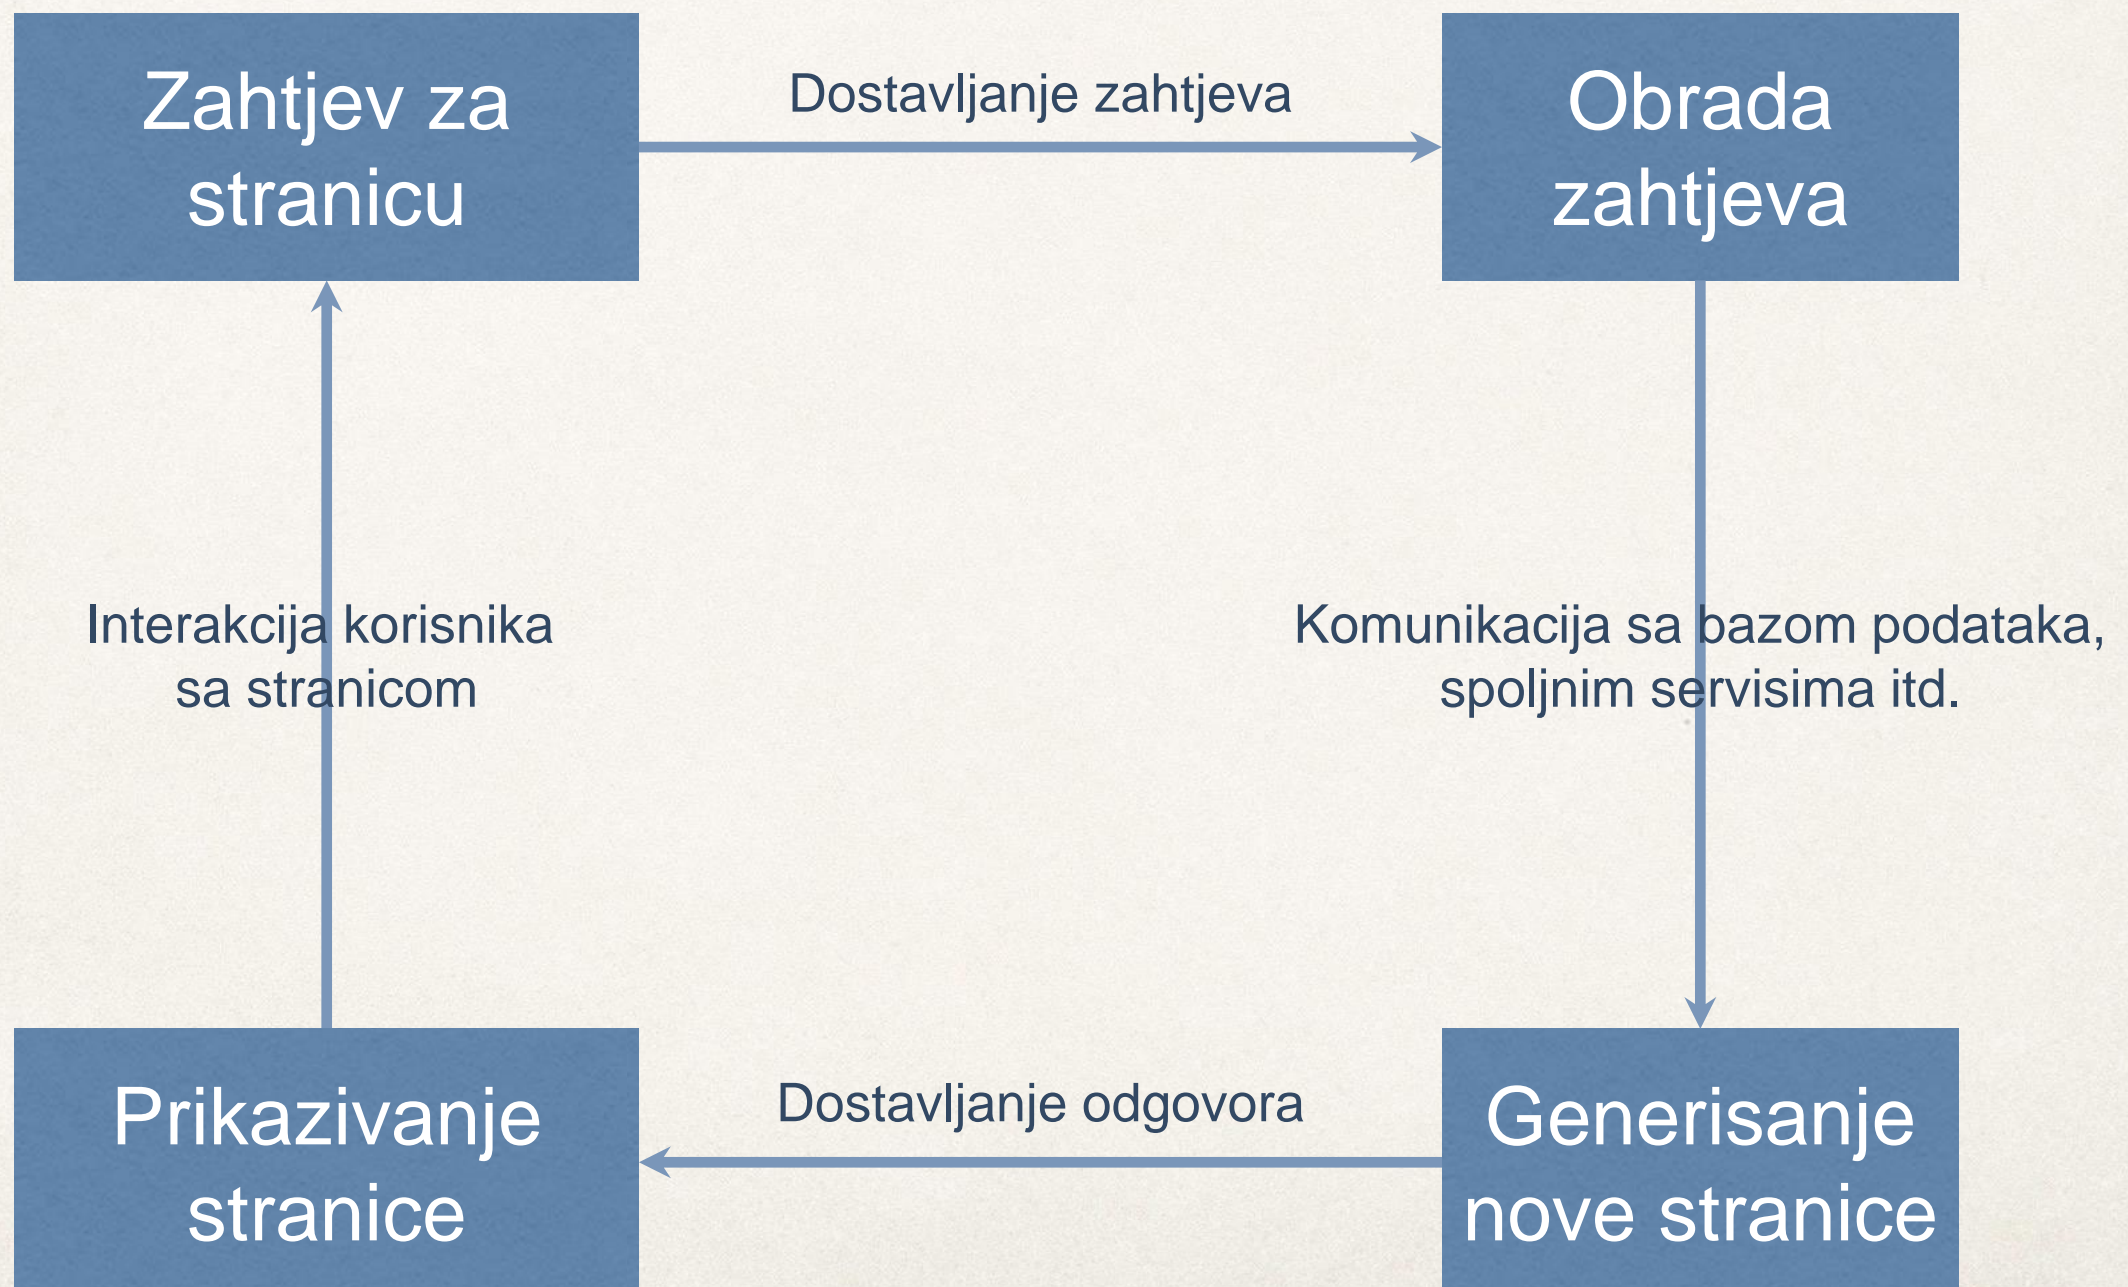 Zahtjev za
stranicu
Dostavljanje zahtjeva
Obrada
zahtjeva
Interakcija korisnika
sa stranicom
Komunikacija sa bazom podataka,
spoljnim servisima itd.
Prikazivanje
stranice
Dostavljanje odgovora
Generisanje
nove stranice